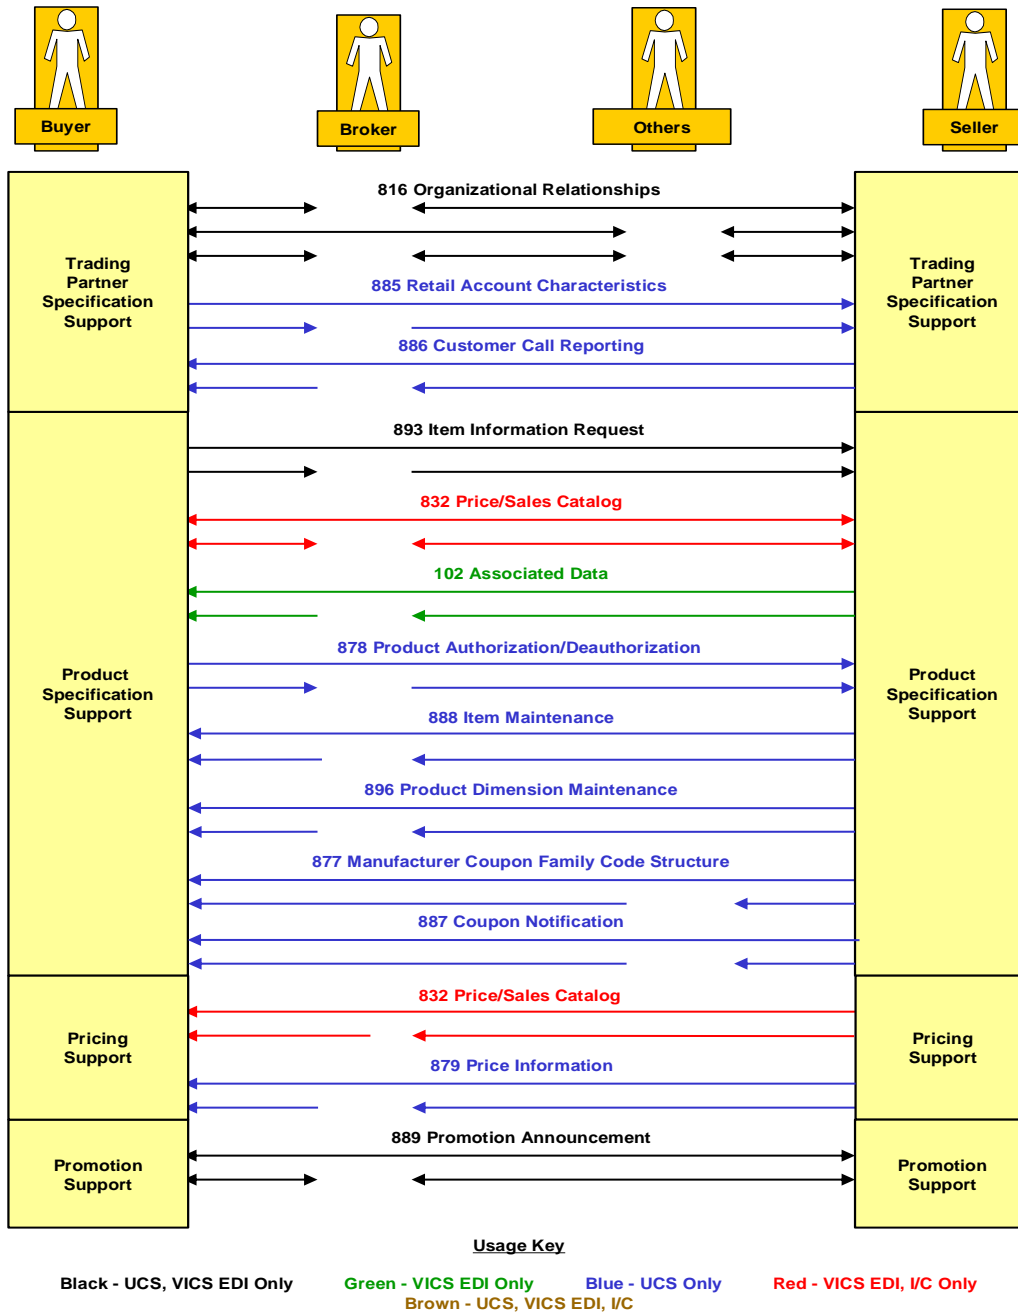 Buyer
Broker
Others
Seller
816 Organizational Relationships
Trading
Partner
Specification
Support
Trading
Partner
Specification
Support
885 Retail Account Characteristics
886 Customer Call Reporting
893 Item Information Request
832 Price/Sales Catalog
102 Associated Data
878 Product Authorization/Deauthorization
Product
Specification
Support
Product
Specification
Support
888 Item Maintenance
896 Product Dimension Maintenance
877 Manufacturer Coupon Family Code Structure
887 Coupon Notification
832 Price/Sales Catalog
Pricing
Support
Pricing
Support
879 Price Information
889 Promotion Announcement
Promotion
Support
Promotion
Support
Usage Key
Black - UCS, VICS EDI Only Green - VICS EDI Only Blue - UCS Only Red - VICS EDI, I/C Only
Brown - UCS, VICS EDI, I/C